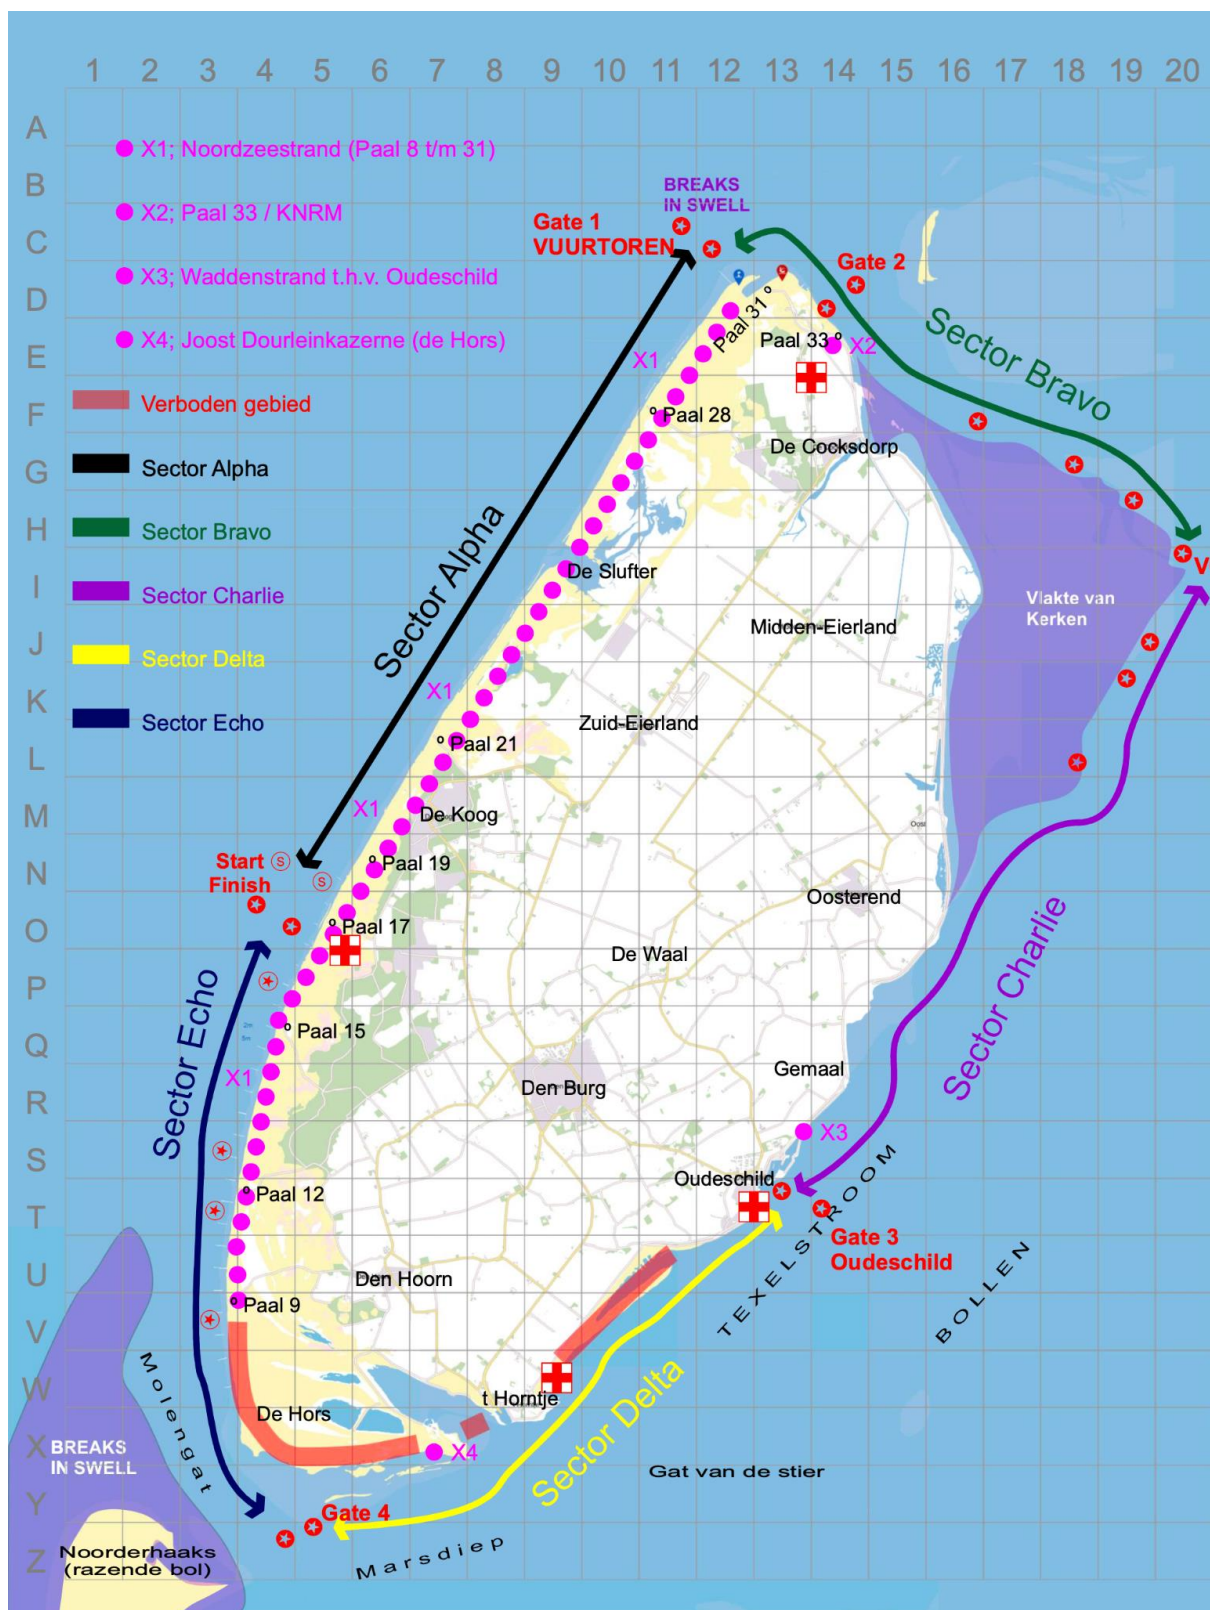 1 2 3 4 5 6 7 8 9 10 11 12 13 14 15 16 17 18 19 20
A
B
C
D
E
F
G
H
I
J
K
L
M
N
O
P
Q
R
S
T
U
V
W
X
Y
Z
X1; Noordzeestrand (Paal 8 t/m 31)
X2; Paal 33 / KNRM
X3; Waddenstrand t.h.v. Oudeschild
X4; Joost Dourleinkazerne (de Hors)
Verboden gebied
Sector Alpha
Sector Bravo
Sector Charlie
Sector Delta
Sector Echo
BREAKS
IN SWELL
Gate 1
VUURTOREN
Gate 2
Paal 31 º
Paal 33 º
X2
X1
º Paal 28
De Cocksdorp
Sector Bravo
Sector Alpha
De Slufter
V
Vlakte van
Kerken
Midden-Eierland
X1
Zuid-Eierland
º Paal 21
X1
De Koog
Oost
Start
Finish
S
S
º Paal 19
Oosterend
º Paal 17
De Waal
Sector Charlie
Sector Echo
º Paal 15
X1
Gemaal
Den Burg
X3
Oudeschild
º Paal 12
Gate 3
Oudeschild
TEXELSTROOM
BOLLEN
Den Hoorn
º Paal 9
Molengat
t Horntje
De Hors
Sector Delta
X4
BREAKS
IN SWELL
Gat van de stier
Gate 4
Marsdiep
Noorderhaaks
(razende bol)